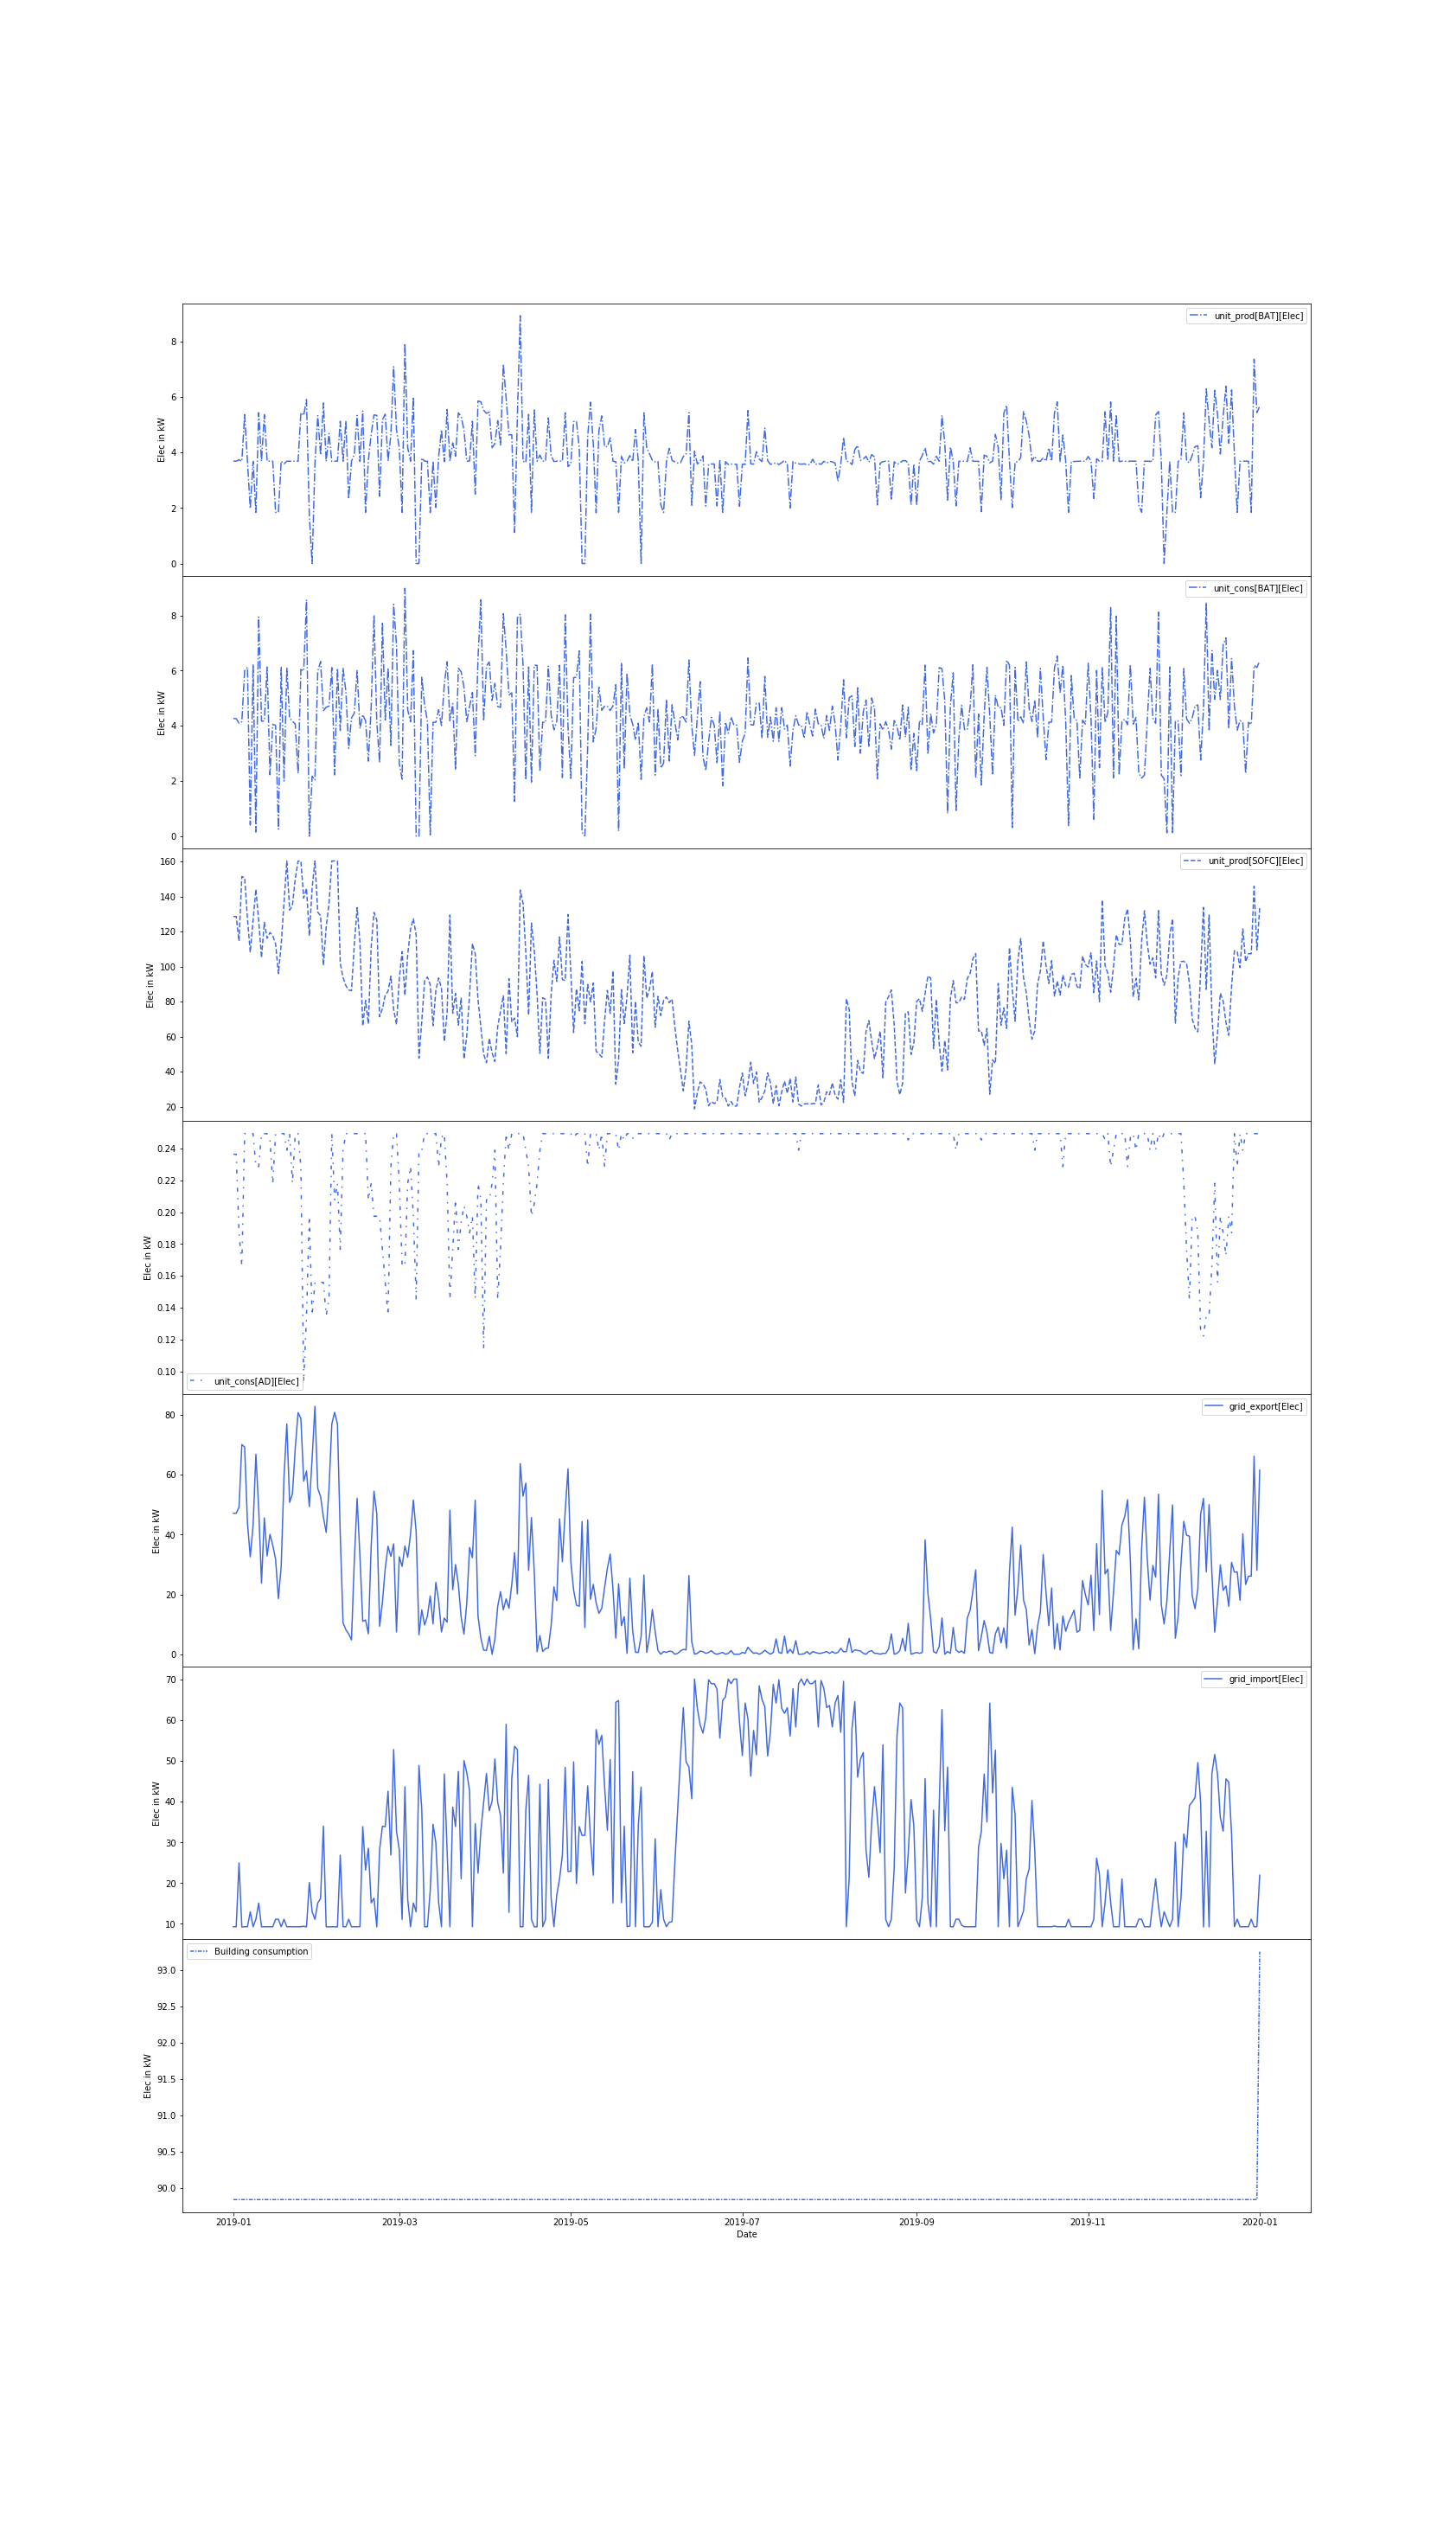 unit_prod[BAT][Elec]
8
6
4
2
0
Elec in kW
unit_cons[BAT][Elec]
8
6
4
2
0
Elec in kW
unit_prod[SOFC][Elec]
160
140
120
100
80
60
40
20
Elec in kW
0.24
0.22
0.20
0.18
0.16
0.14
0.12
0.10
Elec in kW
unit_cons[AD][Elec]
grid_export[Elec]
80
60
40
20
0
Elec in kW
grid_import[Elec]
70
60
50
40
30
20
10
Elec in kW
Building consumption
93.0
92.5
92.0
91.5
91.0
90.5
90.0
Elec in kW
2019-01 2019-03 2019-05 2019-07 2019-09 2019-11 2020-01
Date